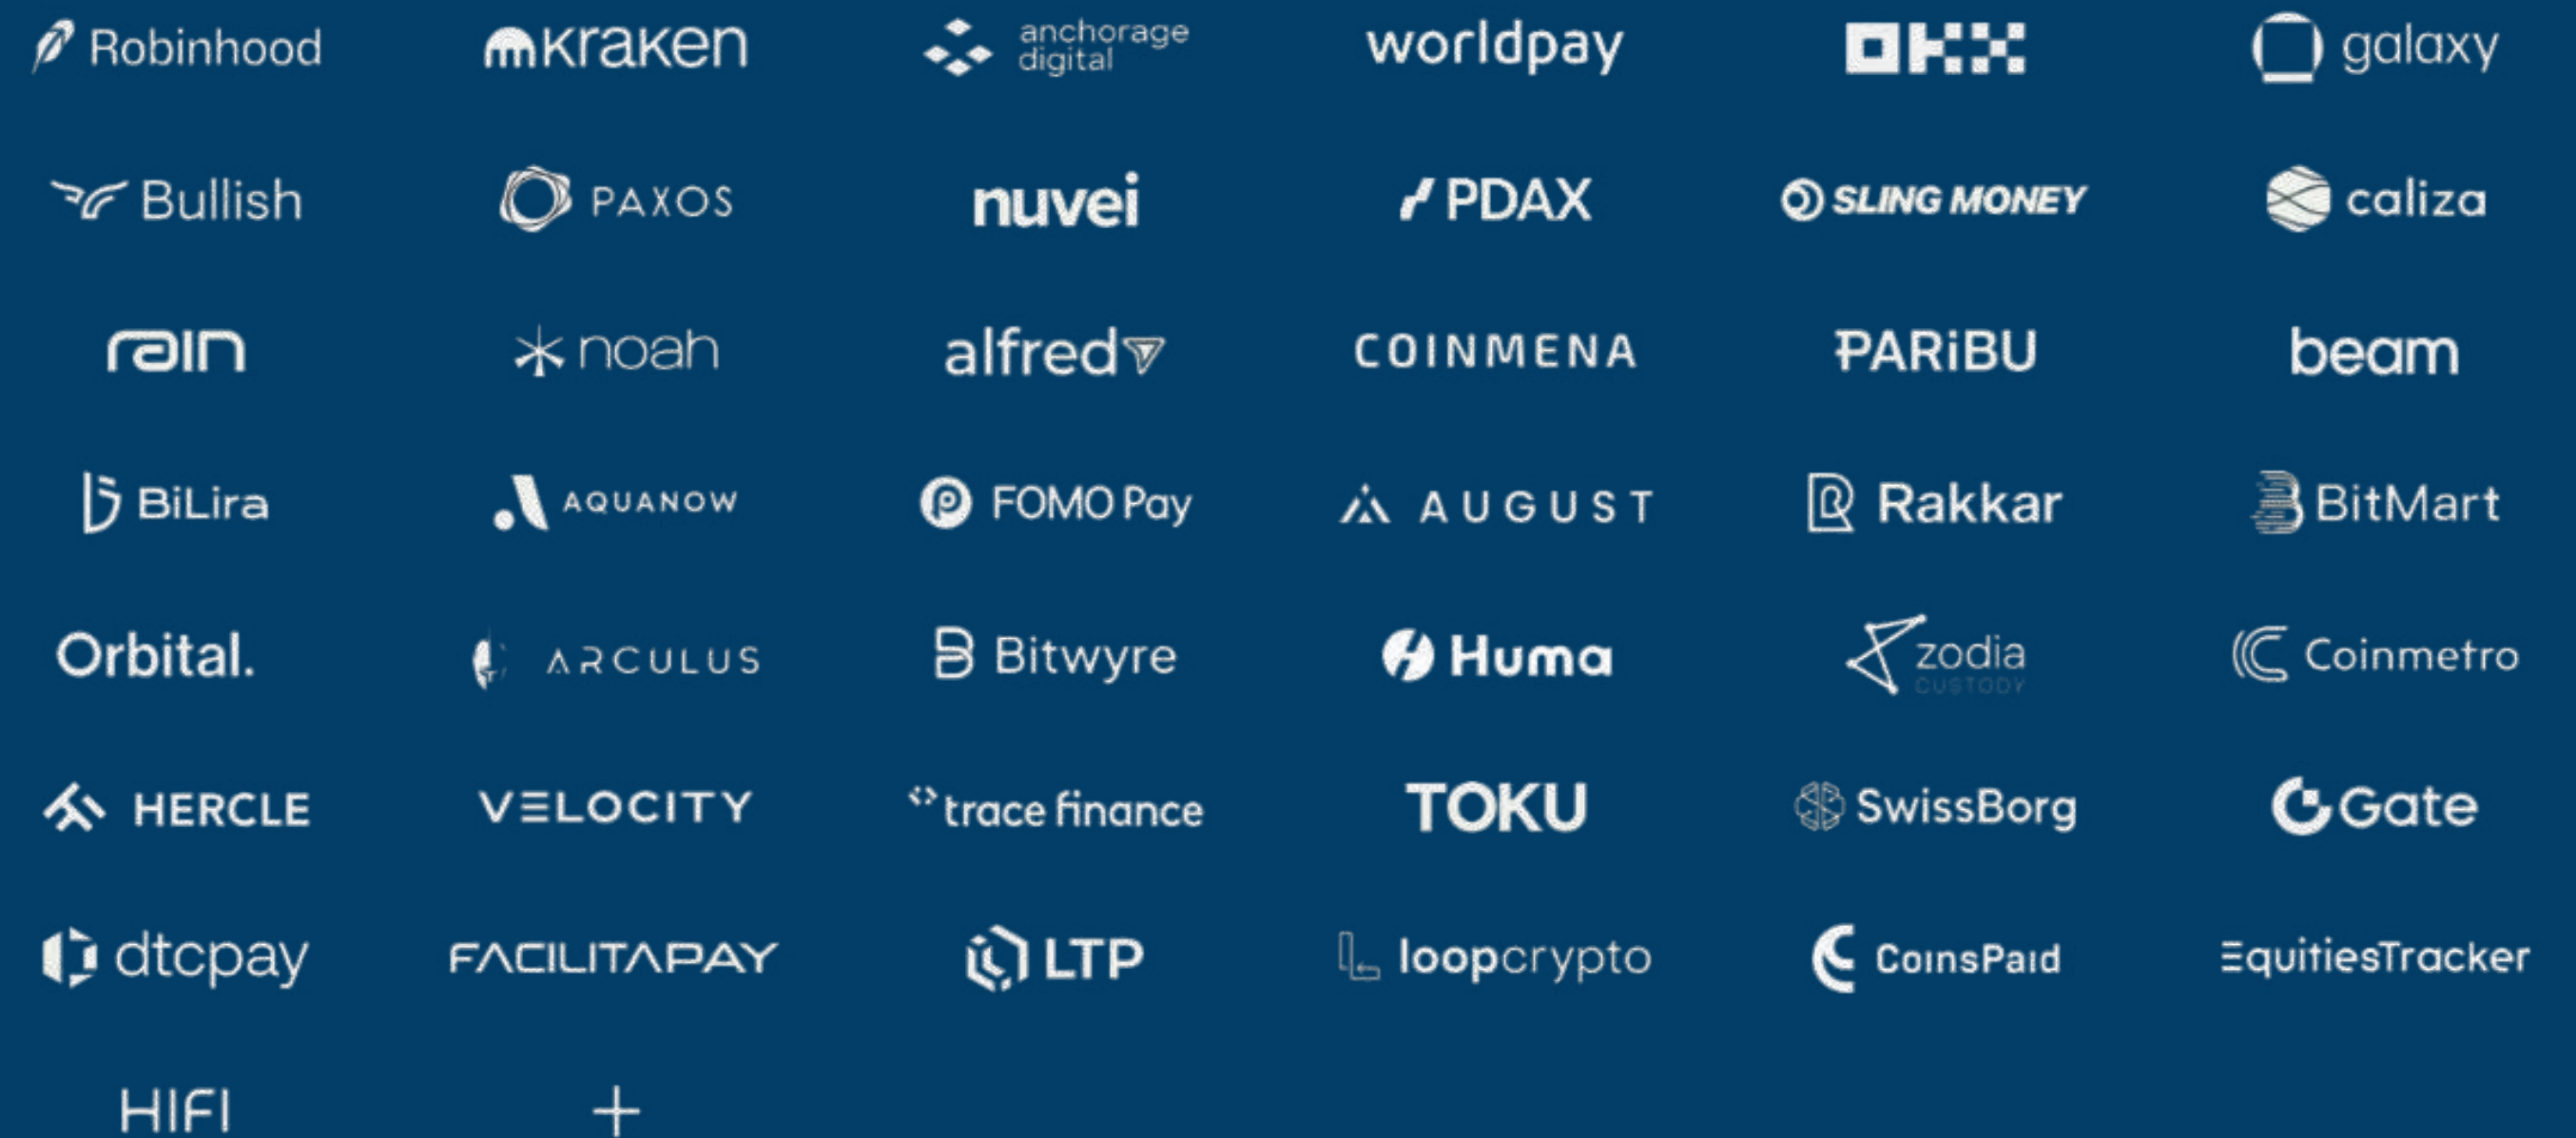 Robinhood
kraken
anchorage
digital
worldpay
OKX
galaxy
Bullish
PAXOS
nuvei
PDAX
SLING MONEY
caliza
rain
noah
alfred
COINMENA
PARiBU
beam
BiLira
AQUANOW
FOMO Pay
AUGUST
Rakkar
BitMart
Orbital.
ARCULUS
Bitwyre
Huma
zodia
CUSTODY
Coinmetro
HERCLE
VELOCITY
trace finance
TOKU
SwissBorg
Gate
dtcpay
FACILITAPAY
LTP
loopcrypto
CoinsPaid
EquitiesTracker
HIFI
+